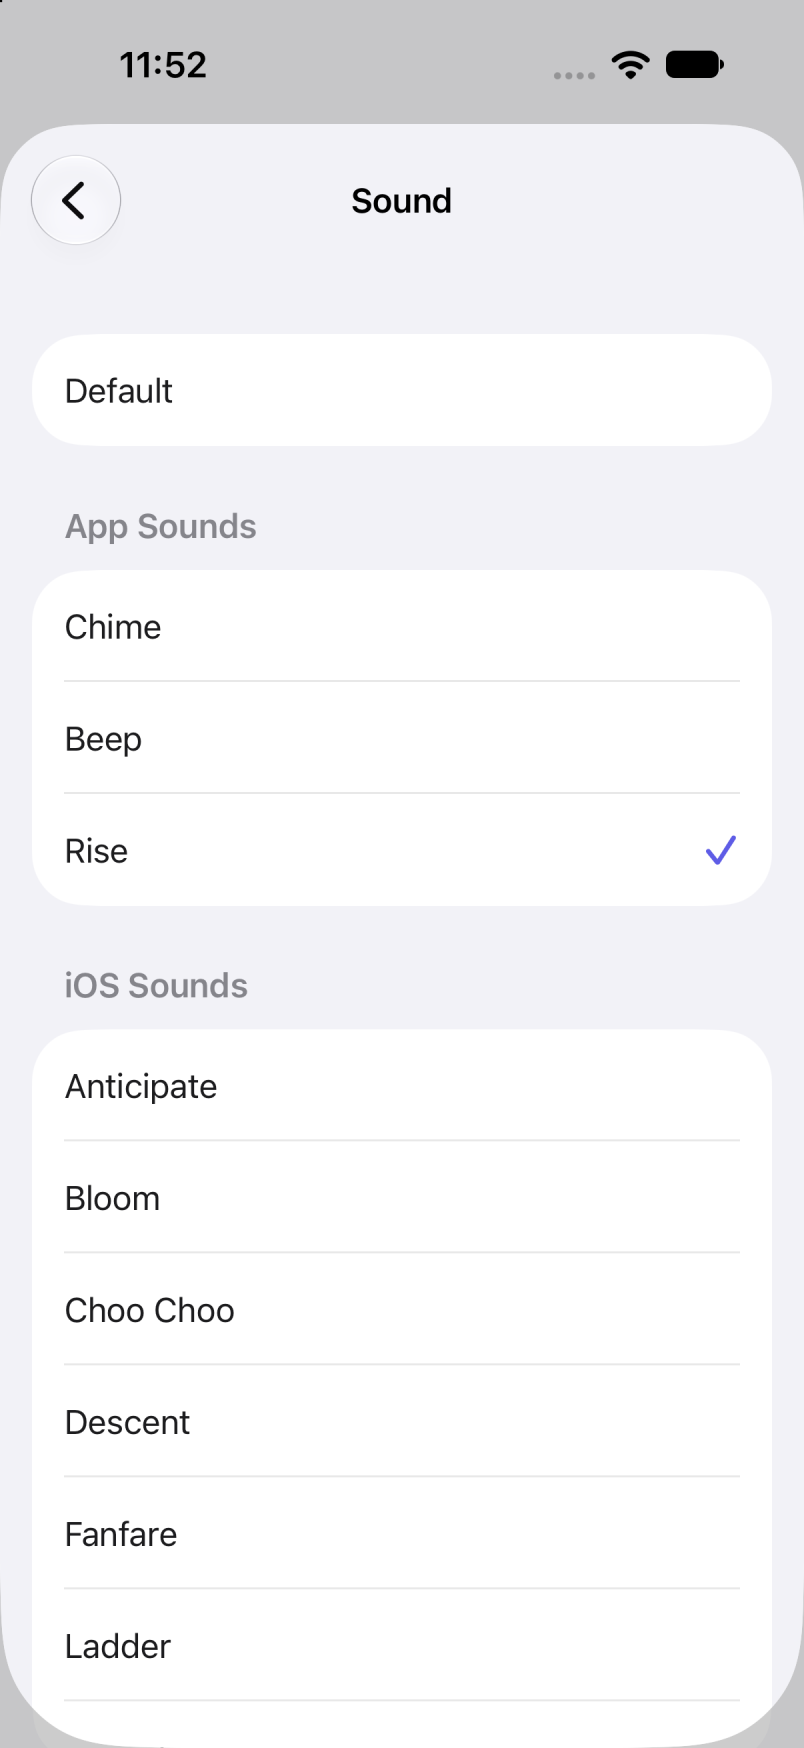 11:52
Sound
Default
App Sounds
Chime
Beep
Rise
iOS Sounds
Anticipate
Bloom
Choo Choo
Descent
Fanfare
Ladder